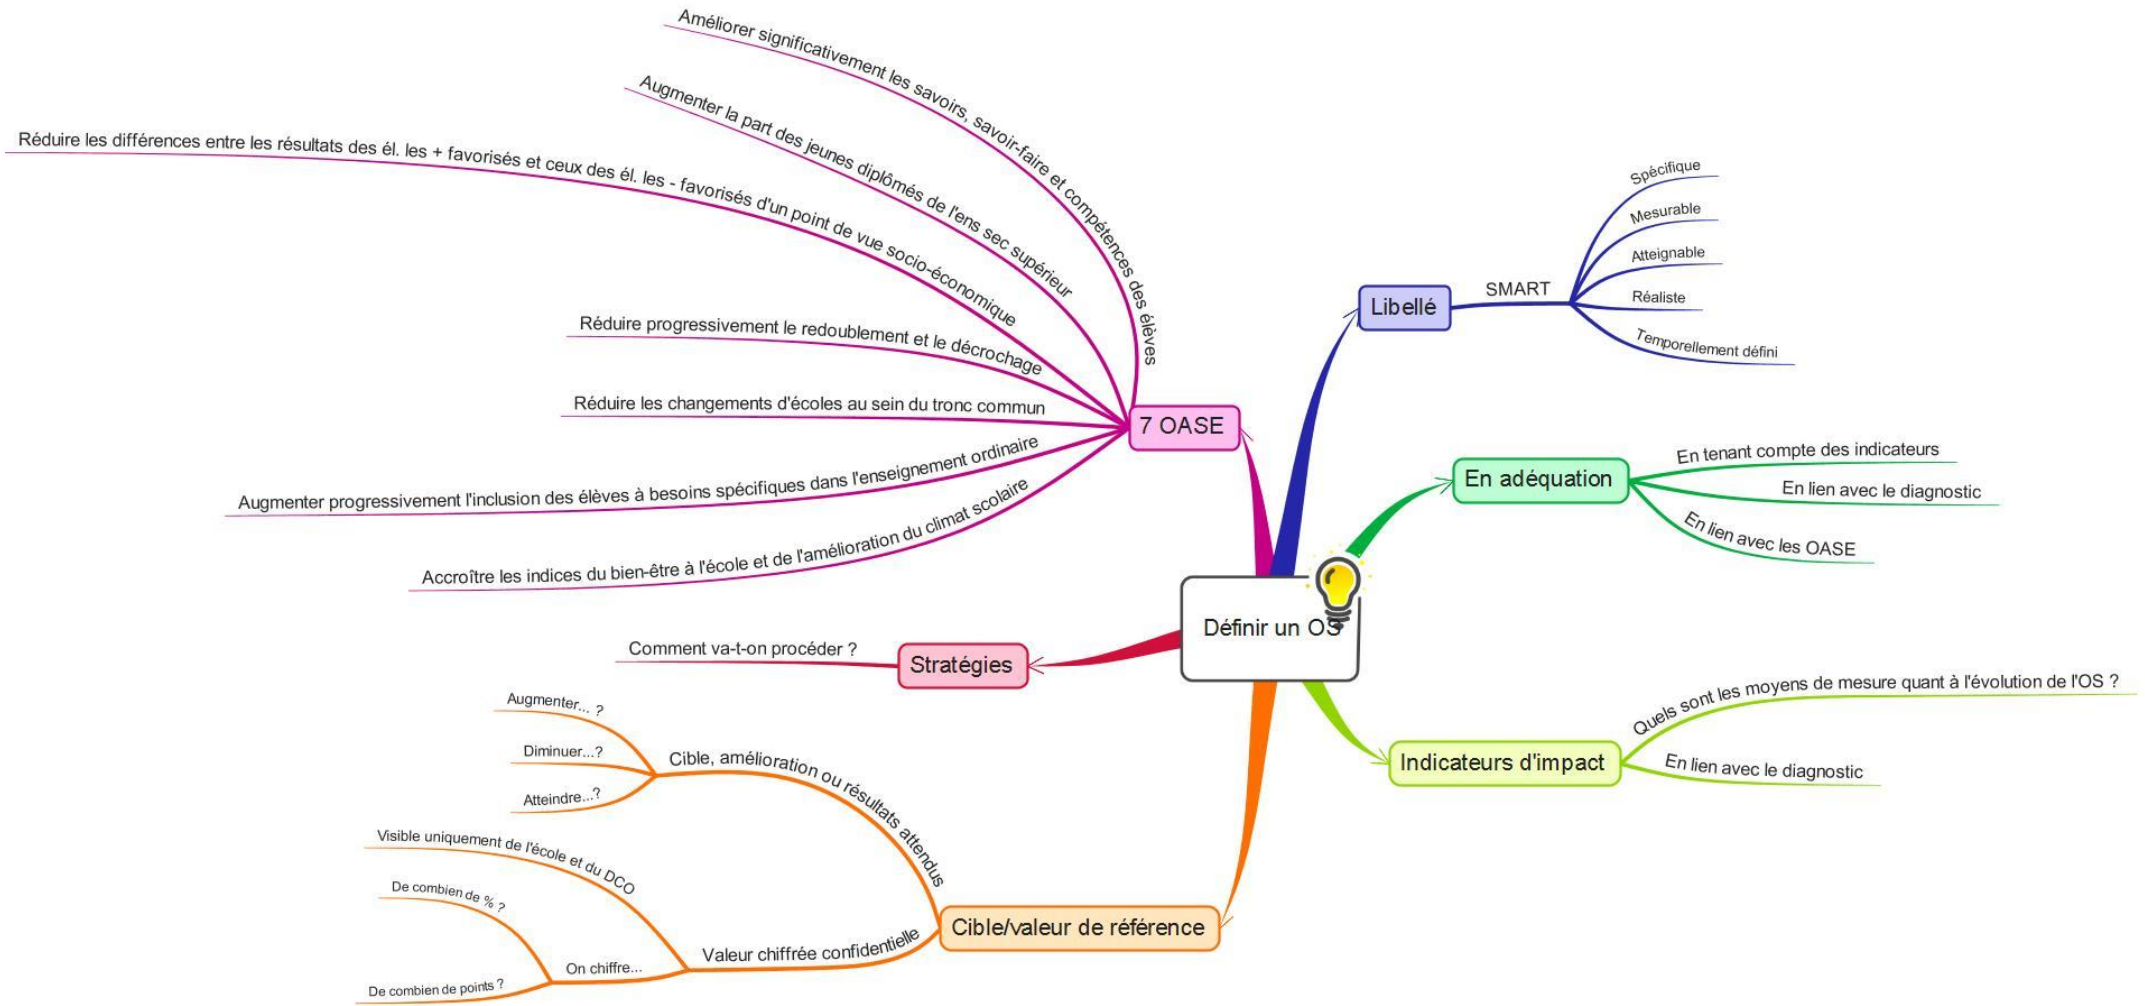 Définir un OS
Libellé
SMART
Spécifique
Mesurable
Atteignable
Réaliste
Temporellement défini
En adéquation
En tenant compte des indicateurs
En lien avec le diagnostic
En lien avec les OASE
Indicateurs d'impact
Quels sont les moyens de mesure quant à l'évolution de l'OS ?
En lien avec le diagnostic
7 OASE
Améliorer significativement les savoirs, savoir-faire et compétences des élèves
Augmenter la part des jeunes diplômés de l'ens sec supérieur
Réduire les différences entre les résultats des él. les + favorisés et ceux des él. les - favorisés d'un point de vue socio-économique
Réduire progressivement le redoublement et le décrochage
Réduire les changements d'écoles au sein du tronc commun
Augmenter progressivement l'inclusion des élèves à besoins spécifiques dans l'enseignement ordinaire
Accroître les indices du bien-être à l'école et de l'amélioration du climat scolaire
Stratégies
Comment va-t-on procéder ?
Cible/valeur de référence
Cible, amélioration ou résultats attendus
Augmenter... ?
Diminuer...?
Atteindre...?
Valeur chiffrée confidentielle
Visible uniquement de l'école et du DCO
On chiffre...
De combien de % ?
De combien de points ?